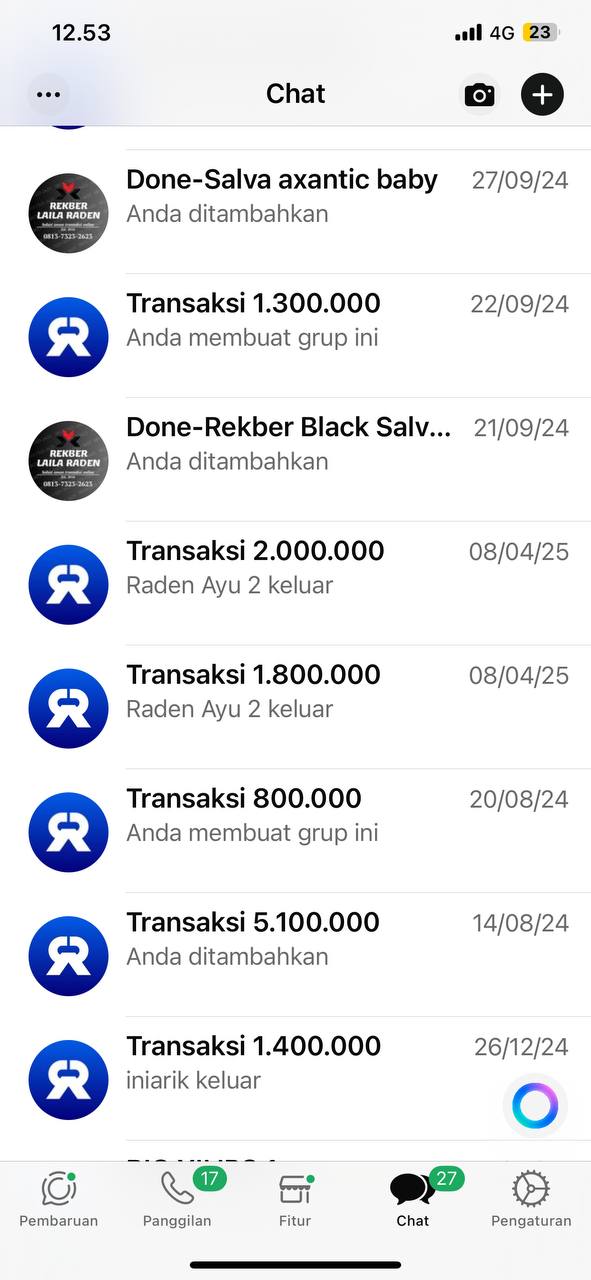 12.53
4G 23
Chat
Done-Salva axantic baby 27/09/24
Anda ditambahkan
REKBER
LAILA RADEN
0813-7323-2623
Transaksi 1.300.000 22/09/24
Anda membuat grup ini
Done-Rekber Black Salv... 21/09/24
Anda ditambahkan
REKBER
LAILA RADEN
0813-7323-2623
Transaksi 2.000.000 08/04/25
Raden Ayu 2 keluar
Transaksi 1.800.000 08/04/25
Raden Ayu 2 keluar
Transaksi 800.000 20/08/24
Anda membuat grup ini
Transaksi 5.100.000 14/08/24
Anda ditambahkan
Transaksi 1.400.000 26/12/24
iniarik keluar
17 27
Pembaruan Panggilan Fitur Chat Pengaturan